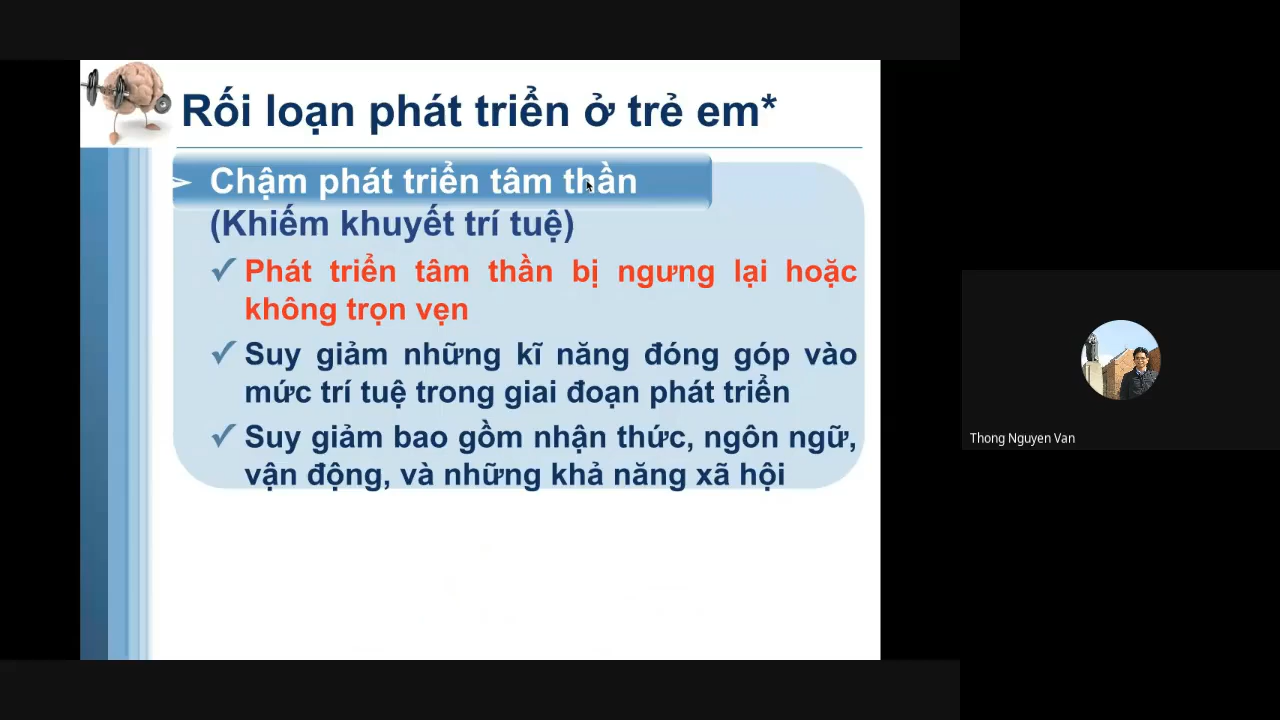 Rối loạn phát triển ở trẻ em*
Chậm phát triển tâm thần
(Khiếm khuyết trí tuệ)
Phát triển tâm thần bị ngưng lại hoặc
không trọn vẹn
Suy giảm những kĩ năng đóng góp vào
mức trí tuệ trong giai đoạn phát triển
Suy giảm bao gồm nhận thức, ngôn ngữ,
vận động, và những khả năng xã hội
Thong Nguyen Van